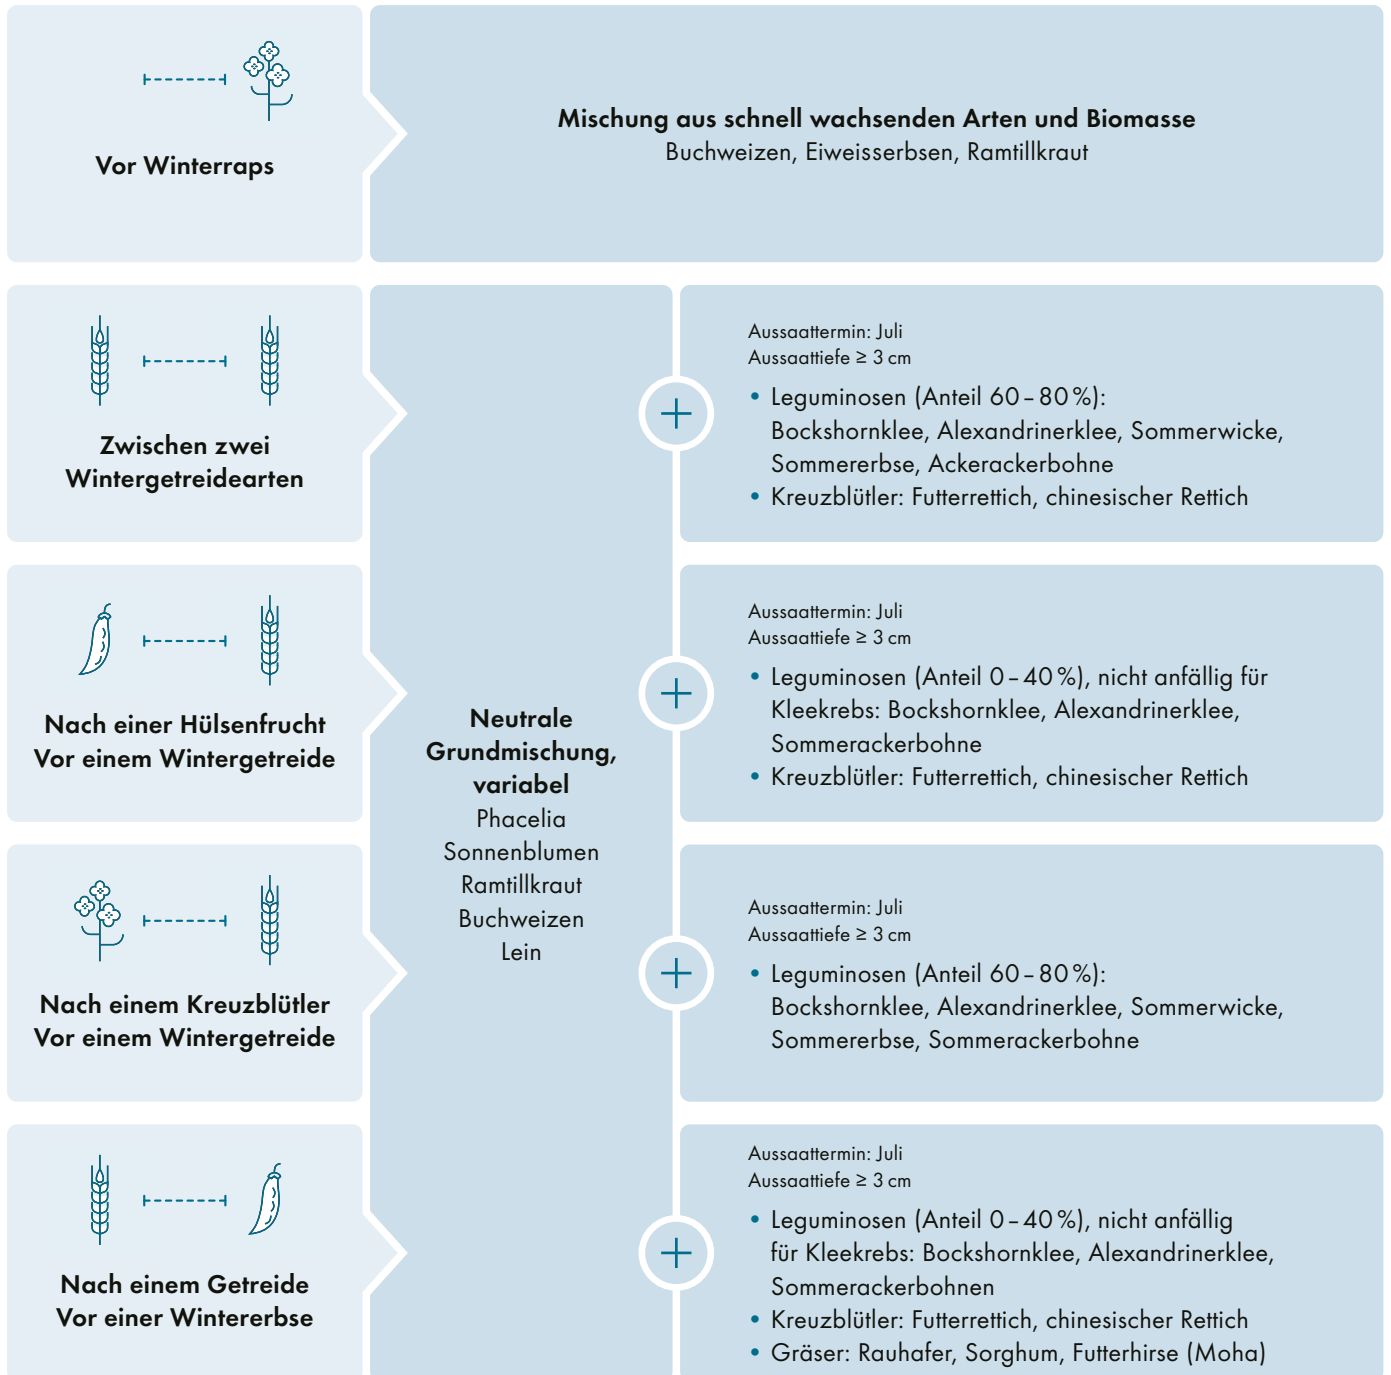 Vor Winterraps
Mischung aus schnell wachsenden Arten und Biomasse
Buchweizen, Eiweisserbsen, Ramtillkraut
Zwischen zwei
Wintergetreidearten
Aussaattermin: Juli
Aussaattiefe ≥ 3 cm
• Leguminosen (Anteil 60 – 80 %):
Bockshornklee, Alexandrinerklee, Sommerwicke,
Sommererbse, Ackerackerbohne
• Kreuzblütler: Futterrettich, chinesischer Rettich
Nach einer Hülsenfrucht
Vor einem Wintergetreide
Aussaattermin: Juli
Aussaattiefe ≥ 3 cm
• Leguminosen (Anteil 0 – 40 %), nicht anfällig für
Kleekrebs: Bockshornklee, Alexandrinerklee,
Sommerackerbohne
• Kreuzblütler: Futterrettich, chinesischer Rettich
Neutrale
Grundmischung,
variabel
Phacelia
Sonnenblumen
Ramtillkraut
Buchweizen
Lein
Nach einem Kreuzblütler
Vor einem Wintergetreide
Aussaattermin: Juli
Aussaattiefe ≥ 3 cm
• Leguminosen (Anteil 60 – 80 %):
Bockshornklee, Alexandrinerklee, Sommerwicke,
Sommererbse, Sommerackerbohne
Nach einem Getreide
Vor einer Wintererbse
Aussaattermin: Juli
Aussaattiefe ≥ 3 cm
• Leguminosen (Anteil 0 – 40 %), nicht anfällig
für Kleekrebs: Bockshornklee, Alexandrinerklee,
Sommerackerbohnen
• Kreuzblütler: Futterrettich, chinesischer Rettich
• Gräser: Rauhafer, Sorghum, Futterhirse (Moha)